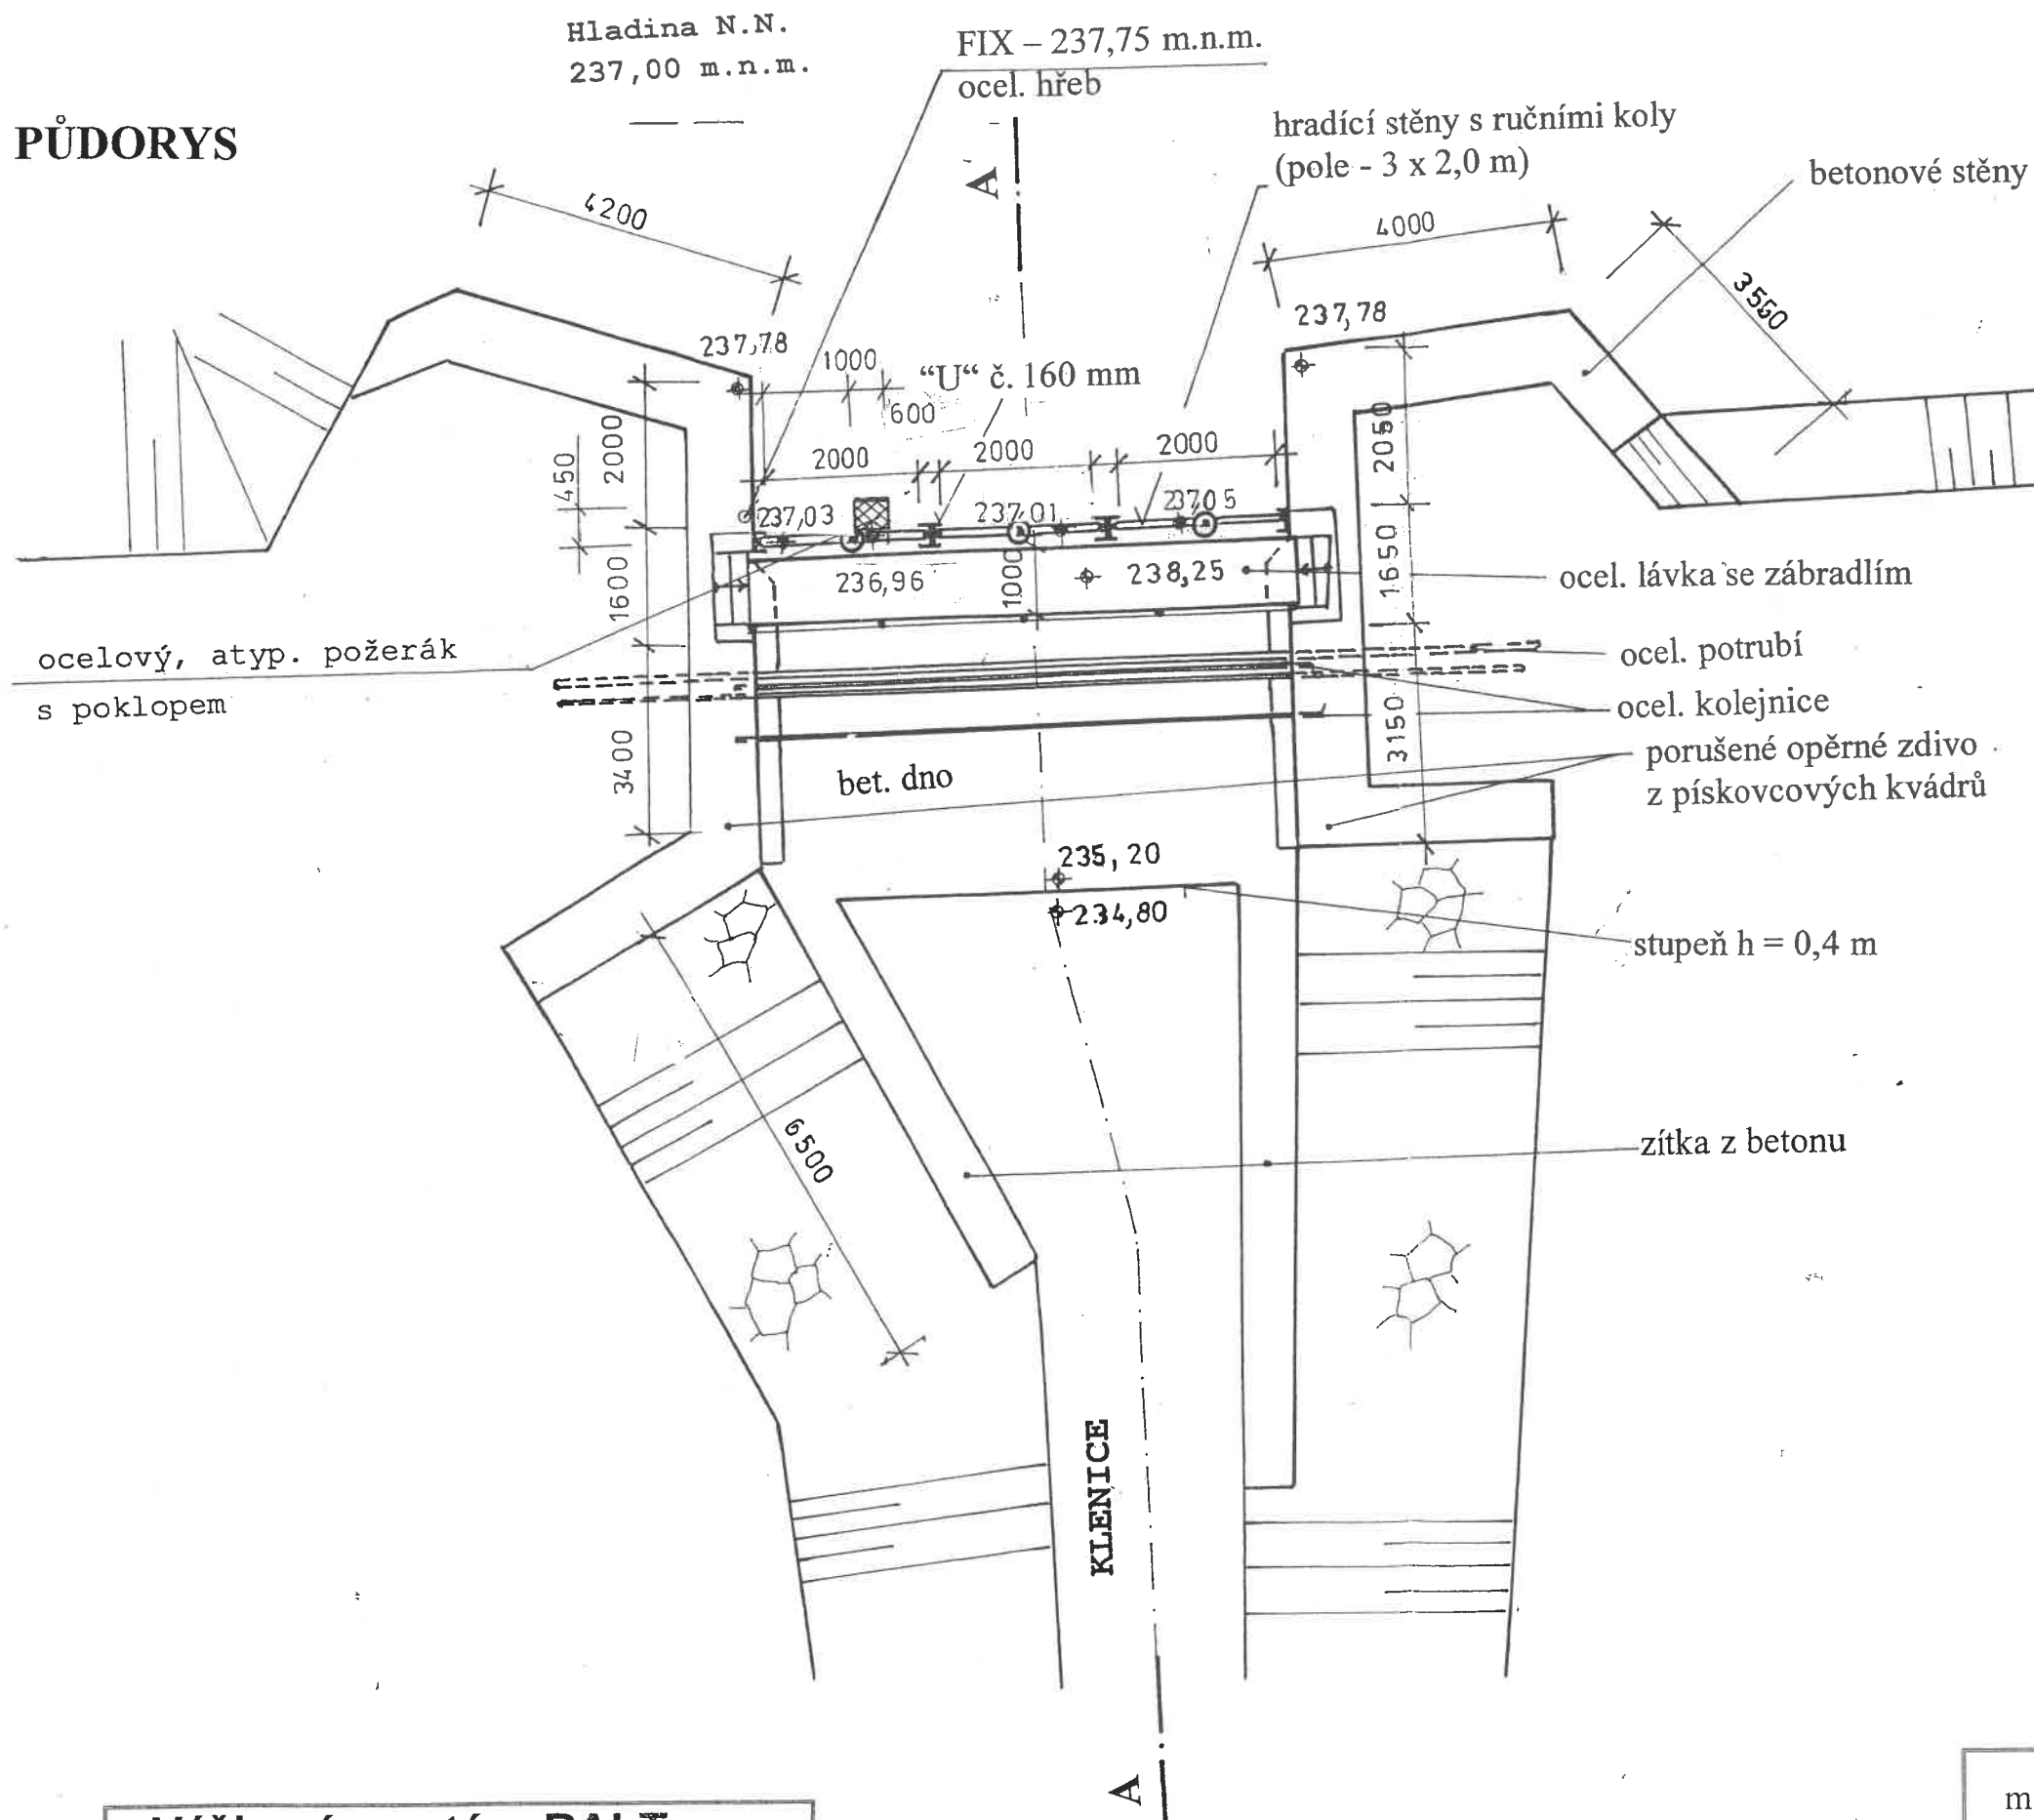 Hladina N.N.
237,00 m.n.m.
FIX – 237,75 m.n.m.
ocel. hřeb
PŮDORYS
hradící stěny s ručními koly
(pole - 3 x 2,0 m)
betonové stěny
A'
4200
4000
3550
237,78
237,78
1000
"U" č. 160 mm
600
2000
2000
2000
2000
450
2050
237,03
237,01
237,05
236,96
1000
238,25
1600
1650
ocel. lávka se zábradlím
ocelový, atyp. požerák
s poklopem
ocel. potrubí
ocel. kolejnice
3400
3150
porušené opěrné zdivo
z pískovcových kvádrů
bet. dno
235,20
234,80
stupeň h = 0,4 m
6500
zítka z betonu
KLENICE
A
m